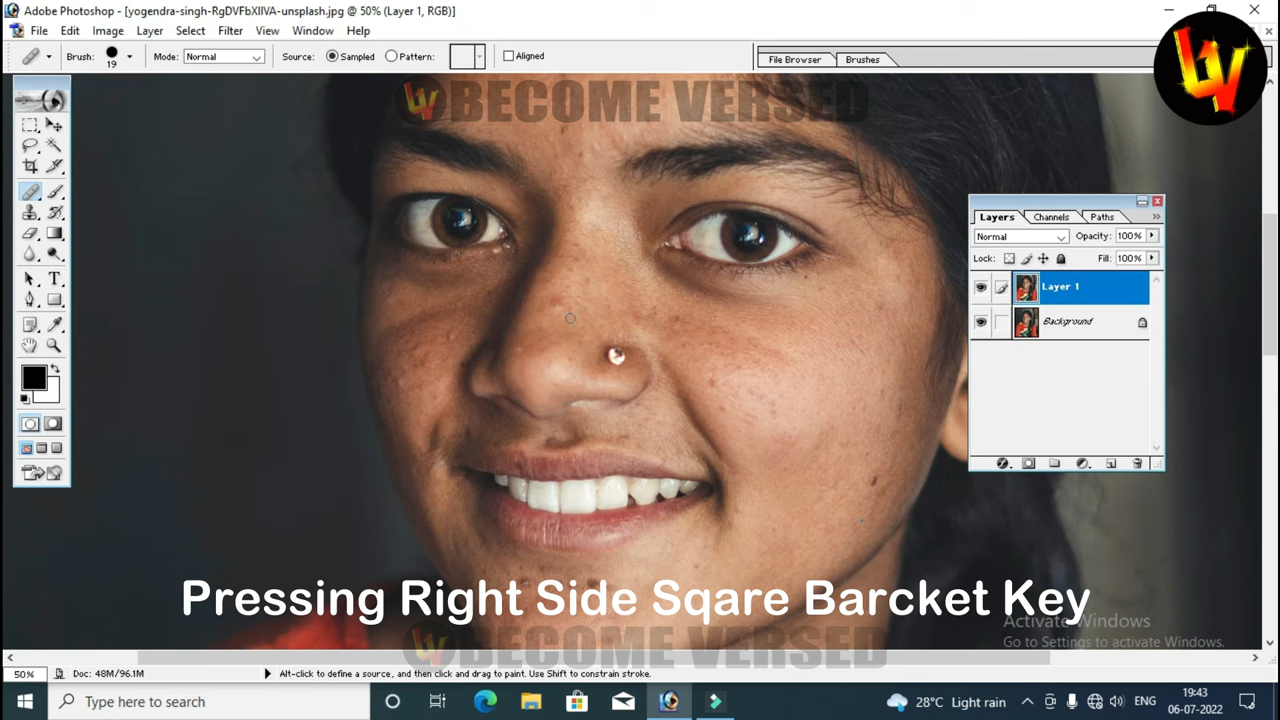 Adobe Photoshop - [yogendra-singh-RgDVFbXIIVA-unsplash.jpg @ 50% (Layer 1, RGB)]
File Edit Image Layer Select Filter View Window Help
Brush: 19 Mode: Normal Source: Sampled Pattern: Aligned File Browser Brushes
BECOME VERSED
Layers Channels Paths
Normal Opacity: 100%
Lock: Fill: 100%
Layer 1
Background
Pressing Right Side Sqare Barcket Key
Activate Windows
Go to Settings to activate Windows.
BECOME VERSED
50% Doc: 48M/96.1M Alt-click to define a source, and then click and drag to paint. Use Shift to constrain stroke.
Type here to search 28°C Light rain ENG 19:43
06-07-2022